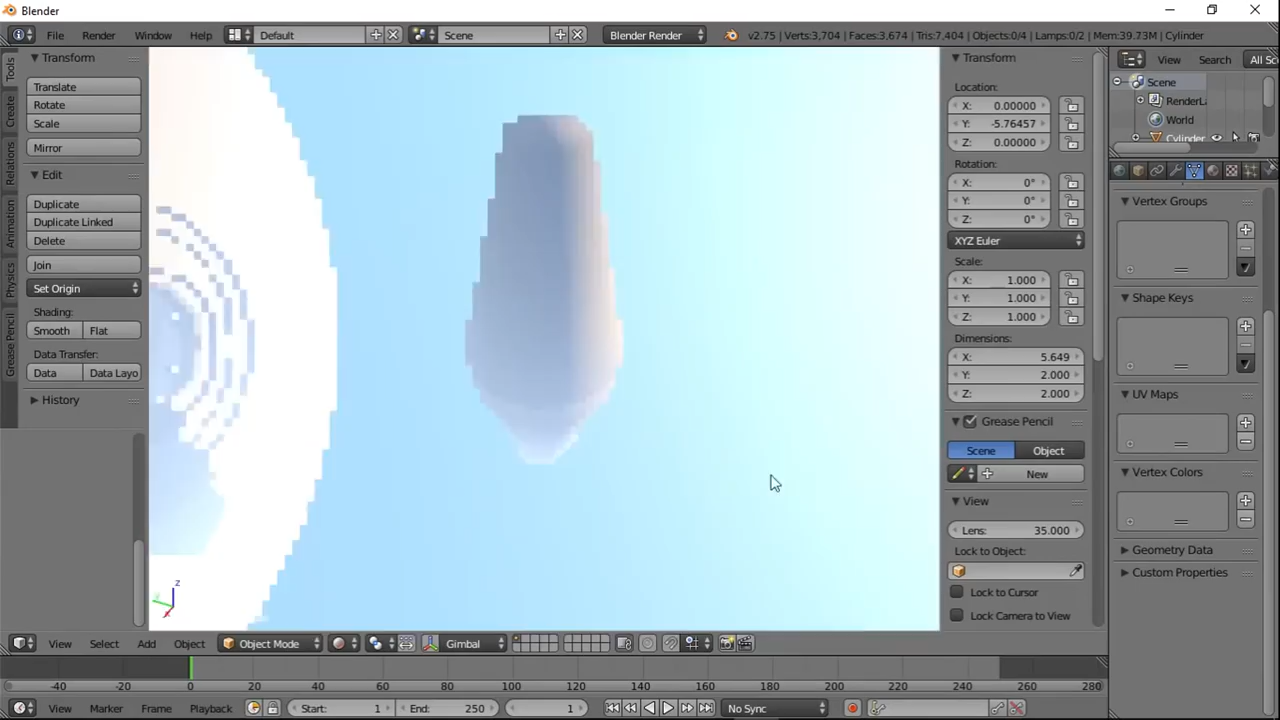 Blender
File Render Window Help Default Scene Blender Render v2.75 | Verts:3,704 | Faces:3,674 | Tris:7,404 | Objects:0/4 | Lamps:0/2 | Mem:39.73M | Cylinder
Tools
Create
Relations
Animation
Physics
Grease Pencil
Transform
Translate
Rotate
Scale
Mirror
Edit
Duplicate
Duplicate Linked
Delete
Join
Set Origin
Shading:
Smooth Flat
Data Transfer:
Data Data Layo
History
z
y
x
Transform
Location:
X: 0.00000
Y: -5.76457
Z: 0.00000
Rotation:
X: 0°
Y: 0°
Z: 0°
XYZ Euler
Scale:
X: 1.000
Y: 1.000
Z: 1.000
Dimensions:
X: 5.649
Y: 2.000
Z: 2.000
Grease Pencil
Scene Object
New
View
Lens: 35.000
Lock to Object:
Lock to Cursor
Lock Camera to View
View Search All Sc
Scene
RenderLa
World
Cylinder
Vertex Groups
Shape Keys
UV Maps
Vertex Colors
Geometry Data
Custom Properties
View Select Add Object Object Mode Gimbal
-40 -20 0 20 40 60 80 100 120 140 160 180 200 220 240 260 280
View Marker Frame Playback Start: 1 End: 250 1 No Sync